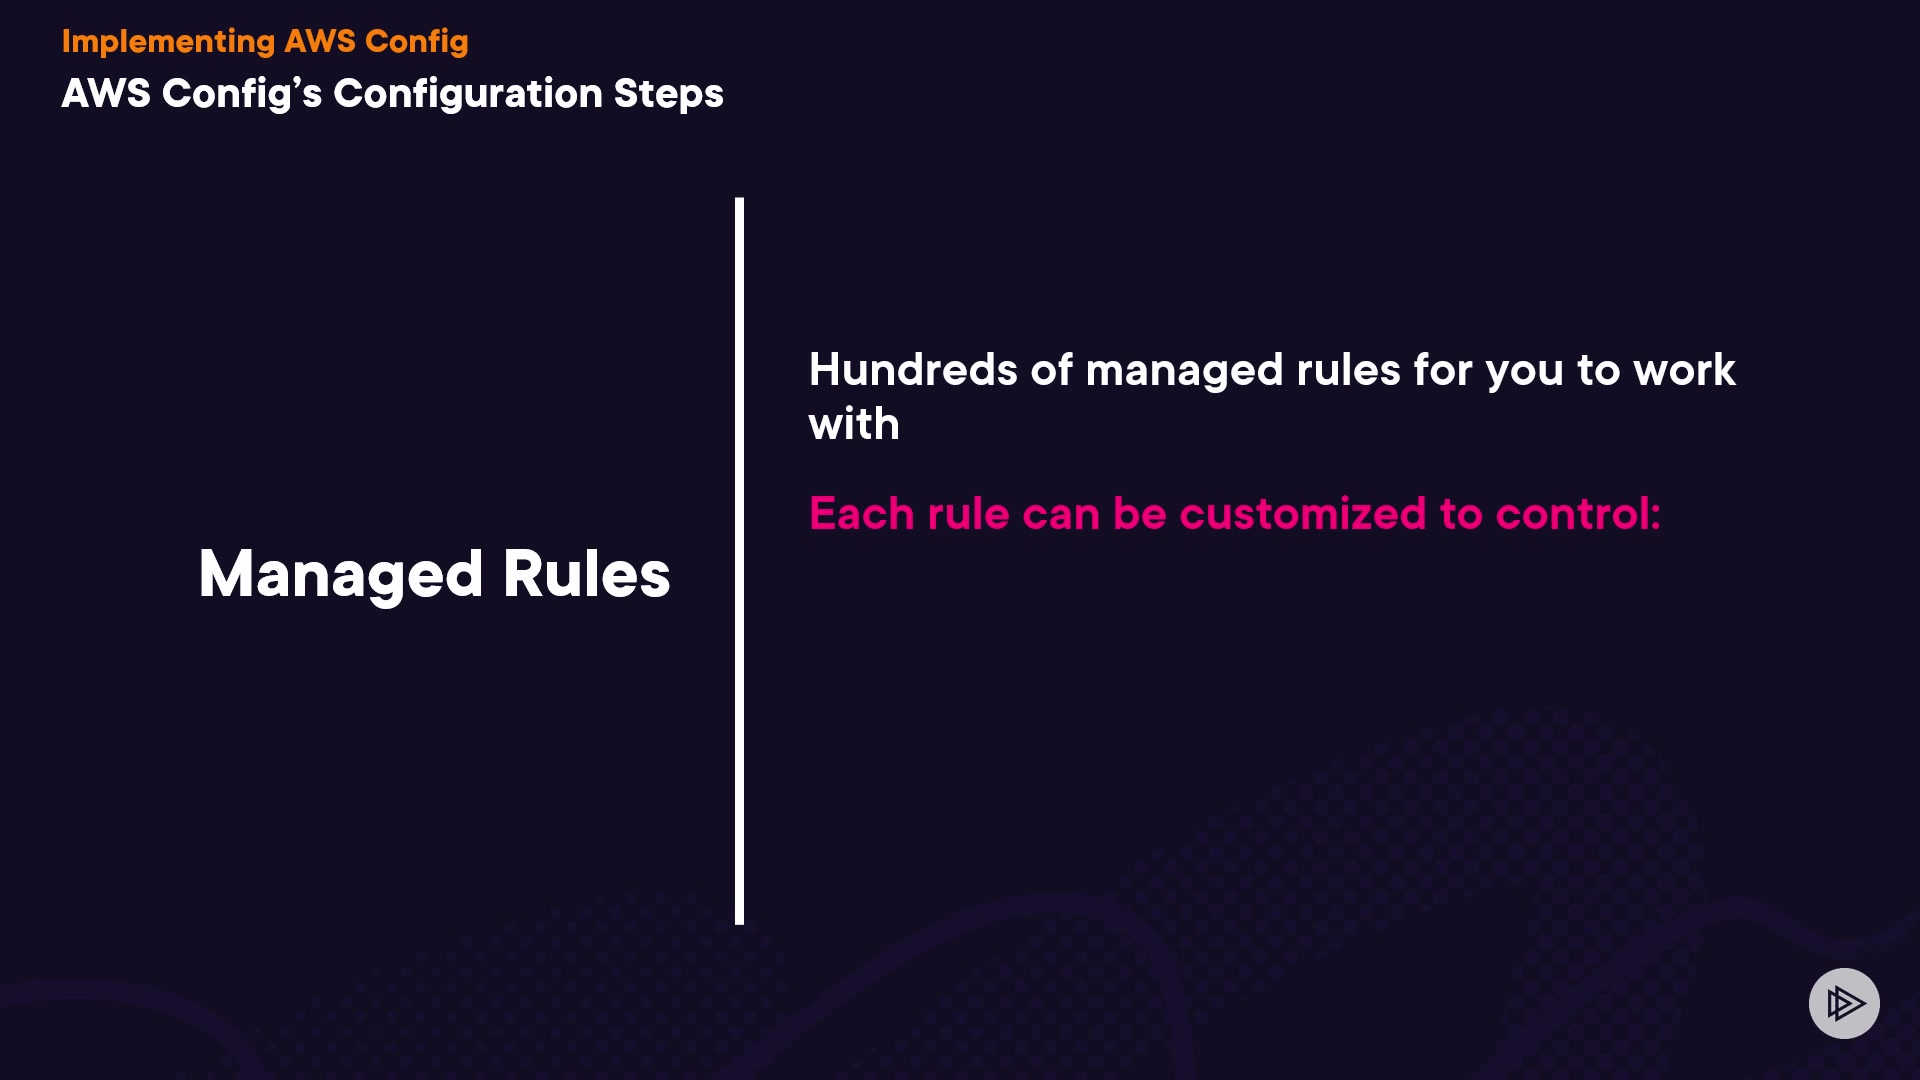 Implementing AWS Config
AWS Config’s Configuration Steps
Managed Rules
Hundreds of managed rules for you to work
with
Each rule can be customized to control: